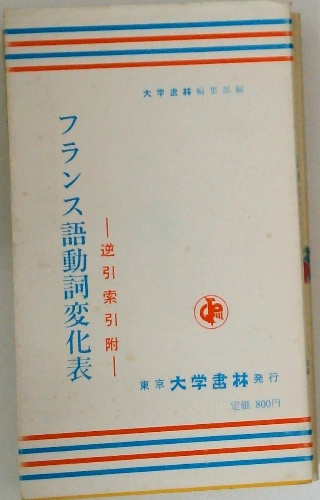 大学書林編集部編
フランス語動詞変化表
―逆引索引附―
東京 大学書林 発行
定価 800円